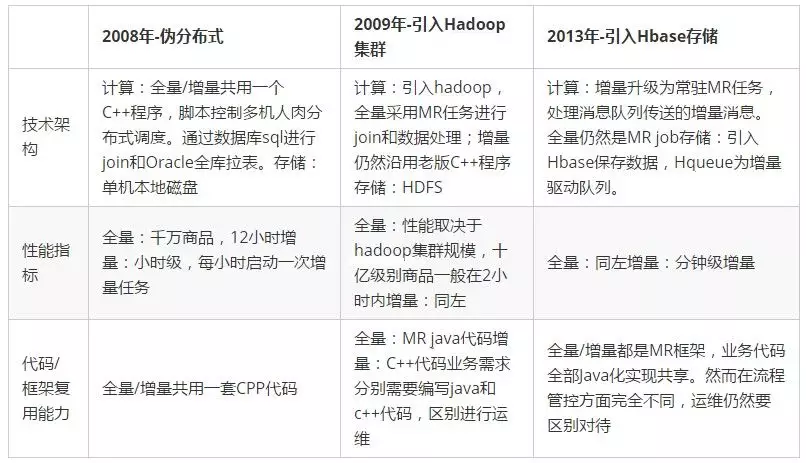 2008年-伪分布式
2009年-引入Hadoop
集群
2013年-引入Hbase存储
技术架
构
计算：全量/增量共用一个
C++程序，脚本控制多机人肉分
布式调度。通过数据库sql进行
join和Oracle全库拉表。存储：
单机本地磁盘
计算：引入hadoop，
全量采用MR任务进行
join和数据处理；增量
仍然沿用老版C++程序
存储：HDFS
计算：增量升级为常驻MR任务，
处理消息队列传送的增量消息。
全量仍然是MR job存储：引入
Hbase保存数据，Hqueue为增量
驱动队列。
性能指
标
全量：千万商品，12小时增
量：小时级，每小时启动一次增
量任务
全量：性能取决于
hadoop集群规模，十
亿级别商品一般在2小
时内增量：同左
全量：同左增量：分钟级增量
代码/
框架复
用能力
全量/增量共用一套CPP代码
全量：MR java代码增
量：C++代码业务需求
分别需要编写java和
c++代码，区别进行运
维
全量/增量都是MR框架，业务代码
全部Java化实现共享。然而在流程
管控方面完全不同，运维仍然要
区别对待